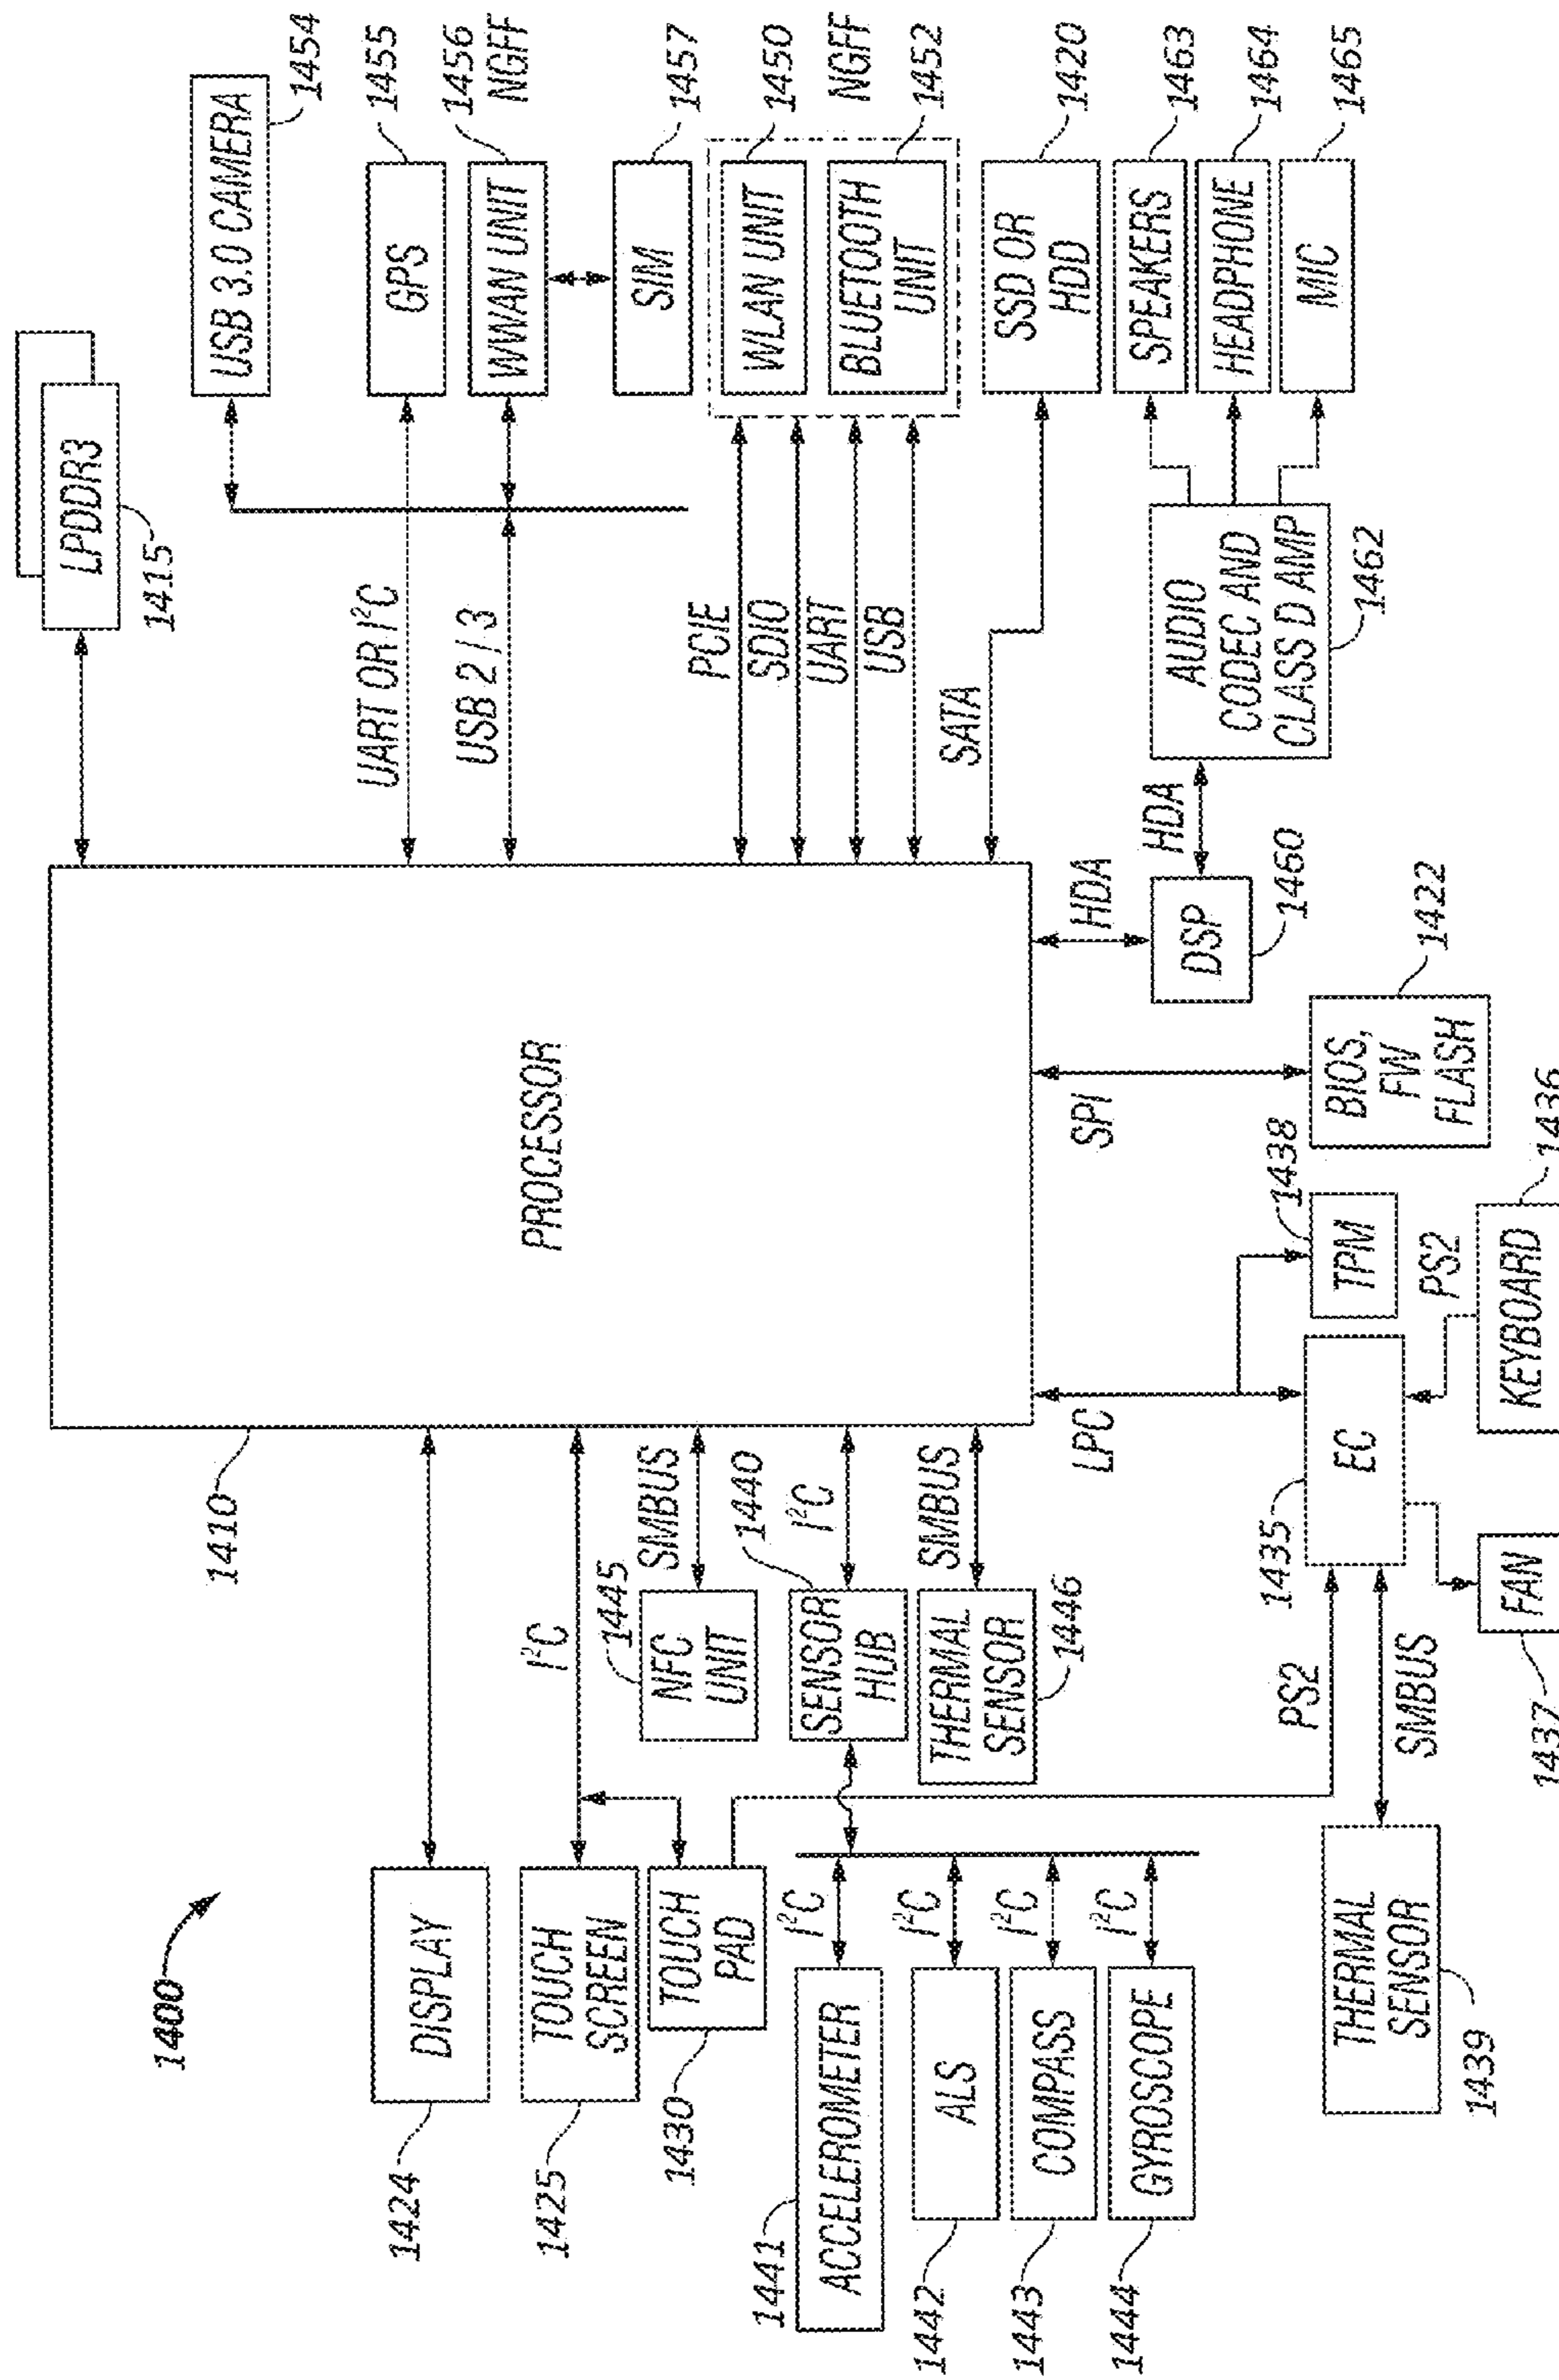 1400
1410
PROCESSOR
LPDDR3
1415
USB 3.0 CAMERA
1454
UART OR I²C
GPS
1455
USB 2 / 3
WWAN UNIT
1456
NGFF
SIM
1457
PCIE
SDIO
UART
USB
WLAN UNIT
1450
BLUETOOTH
UNIT
NGFF
1452
SATA
SSD OR
HDD
1420
SPEAKERS
1463
HEADPHONE
1464
MIC
1465
AUDIO
CODEC AND
CLASS D AMP
1462
HDA
HDA
DSP
1460
SPI
BIOS,
FW
FLASH
1422
LPC
TPM
1438
EC
1435
PS2
KEYBOARD
1436
FAN
1437
PS2
SMBUS
THERMAL
SENSOR
1439
DISPLAY
1424
I²C
TOUCH
SCREEN
1425
TOUCH
PAD
1430
SMBUS
NFC
UNIT
1445
I²C
SENSOR
HUB
1440
SMBUS
THERMAL
SENSOR
1446
I²C
ACCELEROMETER
1441
I²C
ALS
1442
I²C
COMPASS
1443
I²C
GYROSCOPE
1444